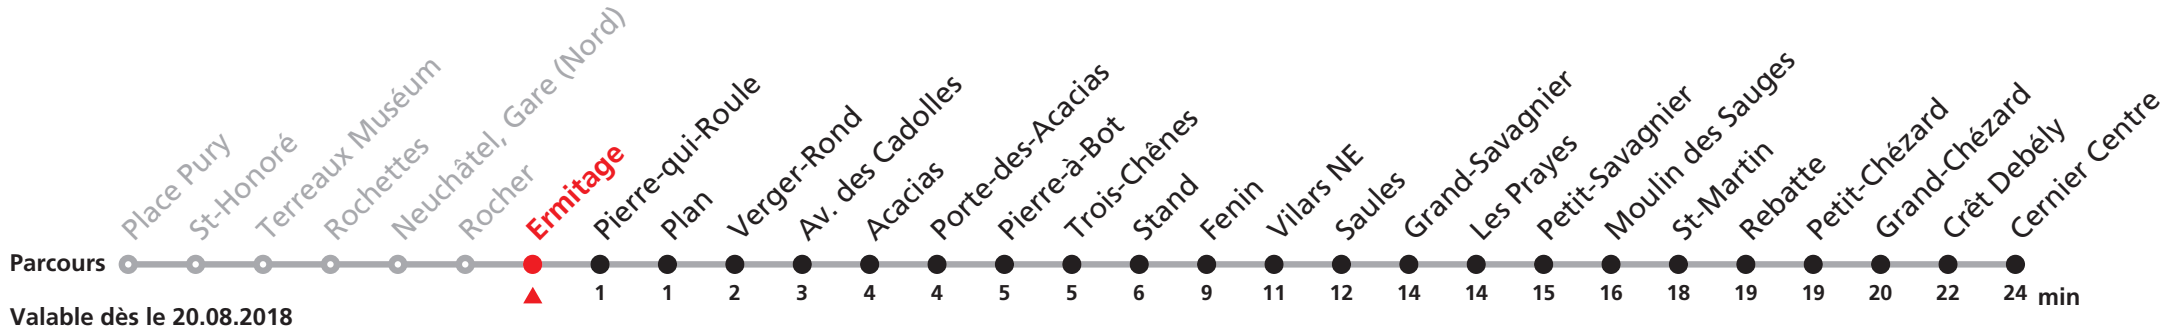 Place Pury
St-Honoré
Terreaux Muséum
Rochettes
Neuchâtel, Gare (Nord)
Rocher
Ermitage
Pierre-qui-Roule
Plan
Verger-Rond
Av. des Cadolles
Acacias
Porte-des-Acacias
Pierre-à-Bot
Trois-Chênes
Stand
Fenin
Vilars NE
Saules
Grand-Savagnier
Les Prayes
Petit-Savagnier
Moulin des Sauges
St-Martin
Rebatte
Petit-Chézard
Grand-Chézard
Crêt Debély
Cernier Centre
Parcours
1 1 2 3 4 4 5 5 6 9 11 12 14 14 15 16 18 19 19 20 22 24 min
Valable dès le 20.08.2018